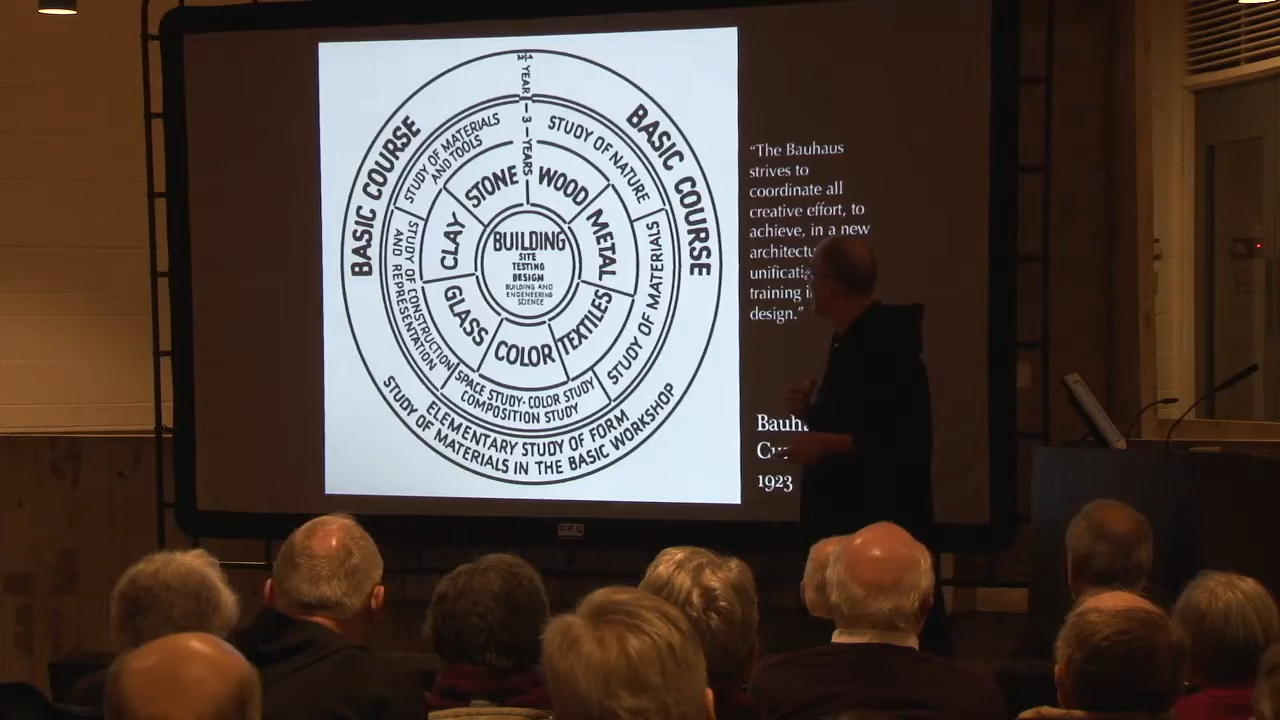 ½ YEAR
3
YEARS
BASIC COURSE
BASIC COURSE
STUDY OF MATERIALS
AND TOOLS
STUDY OF NATURE
STONE
WOOD
CLAY
METAL
BUILDING
SITE
TESTING
DESIGN
BUILDING AND
ENGENEERING
SCIENCE
STUDY OF CONSTRUCTION
AND REPRESENTATION
STUDY OF MATERIALS
GLASS
TEXTILES
COLOR
SPACE STUDY · COLOR STUDY
COMPOSITION STUDY
ELEMENTARY STUDY OF FORM
STUDY OF MATERIALS IN THE BASIC WORKSHOP
“The Bauhaus
strives to
coordinate all
creative effort, to
achieve, in a new
unificati
training i
design.”
1923